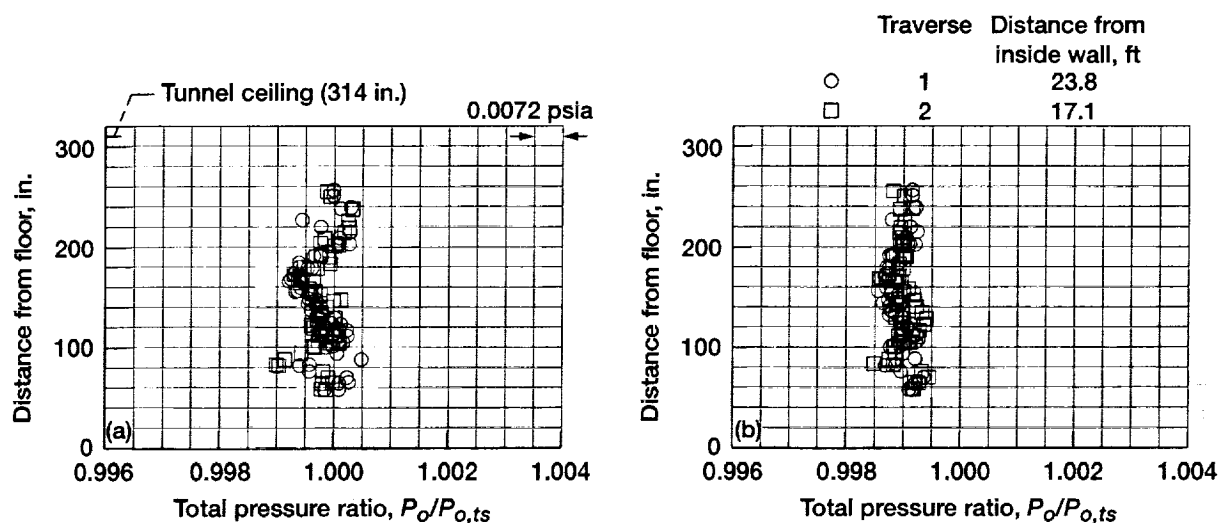 Traverse Distance from
inside wall, ft
1 23.8
2 17.1
Tunnel ceiling (314 in.)
0.0072 psia
300
200
100
0
Distance from floor, in.
(a)
0.996 0.998 1.000 1.002 1.004
Total pressure ratio, Po/Po,ts
300
200
100
0
Distance from floor, in.
(b)
0.996 0.998 1.000 1.002 1.004
Total pressure ratio, Po/Po,ts